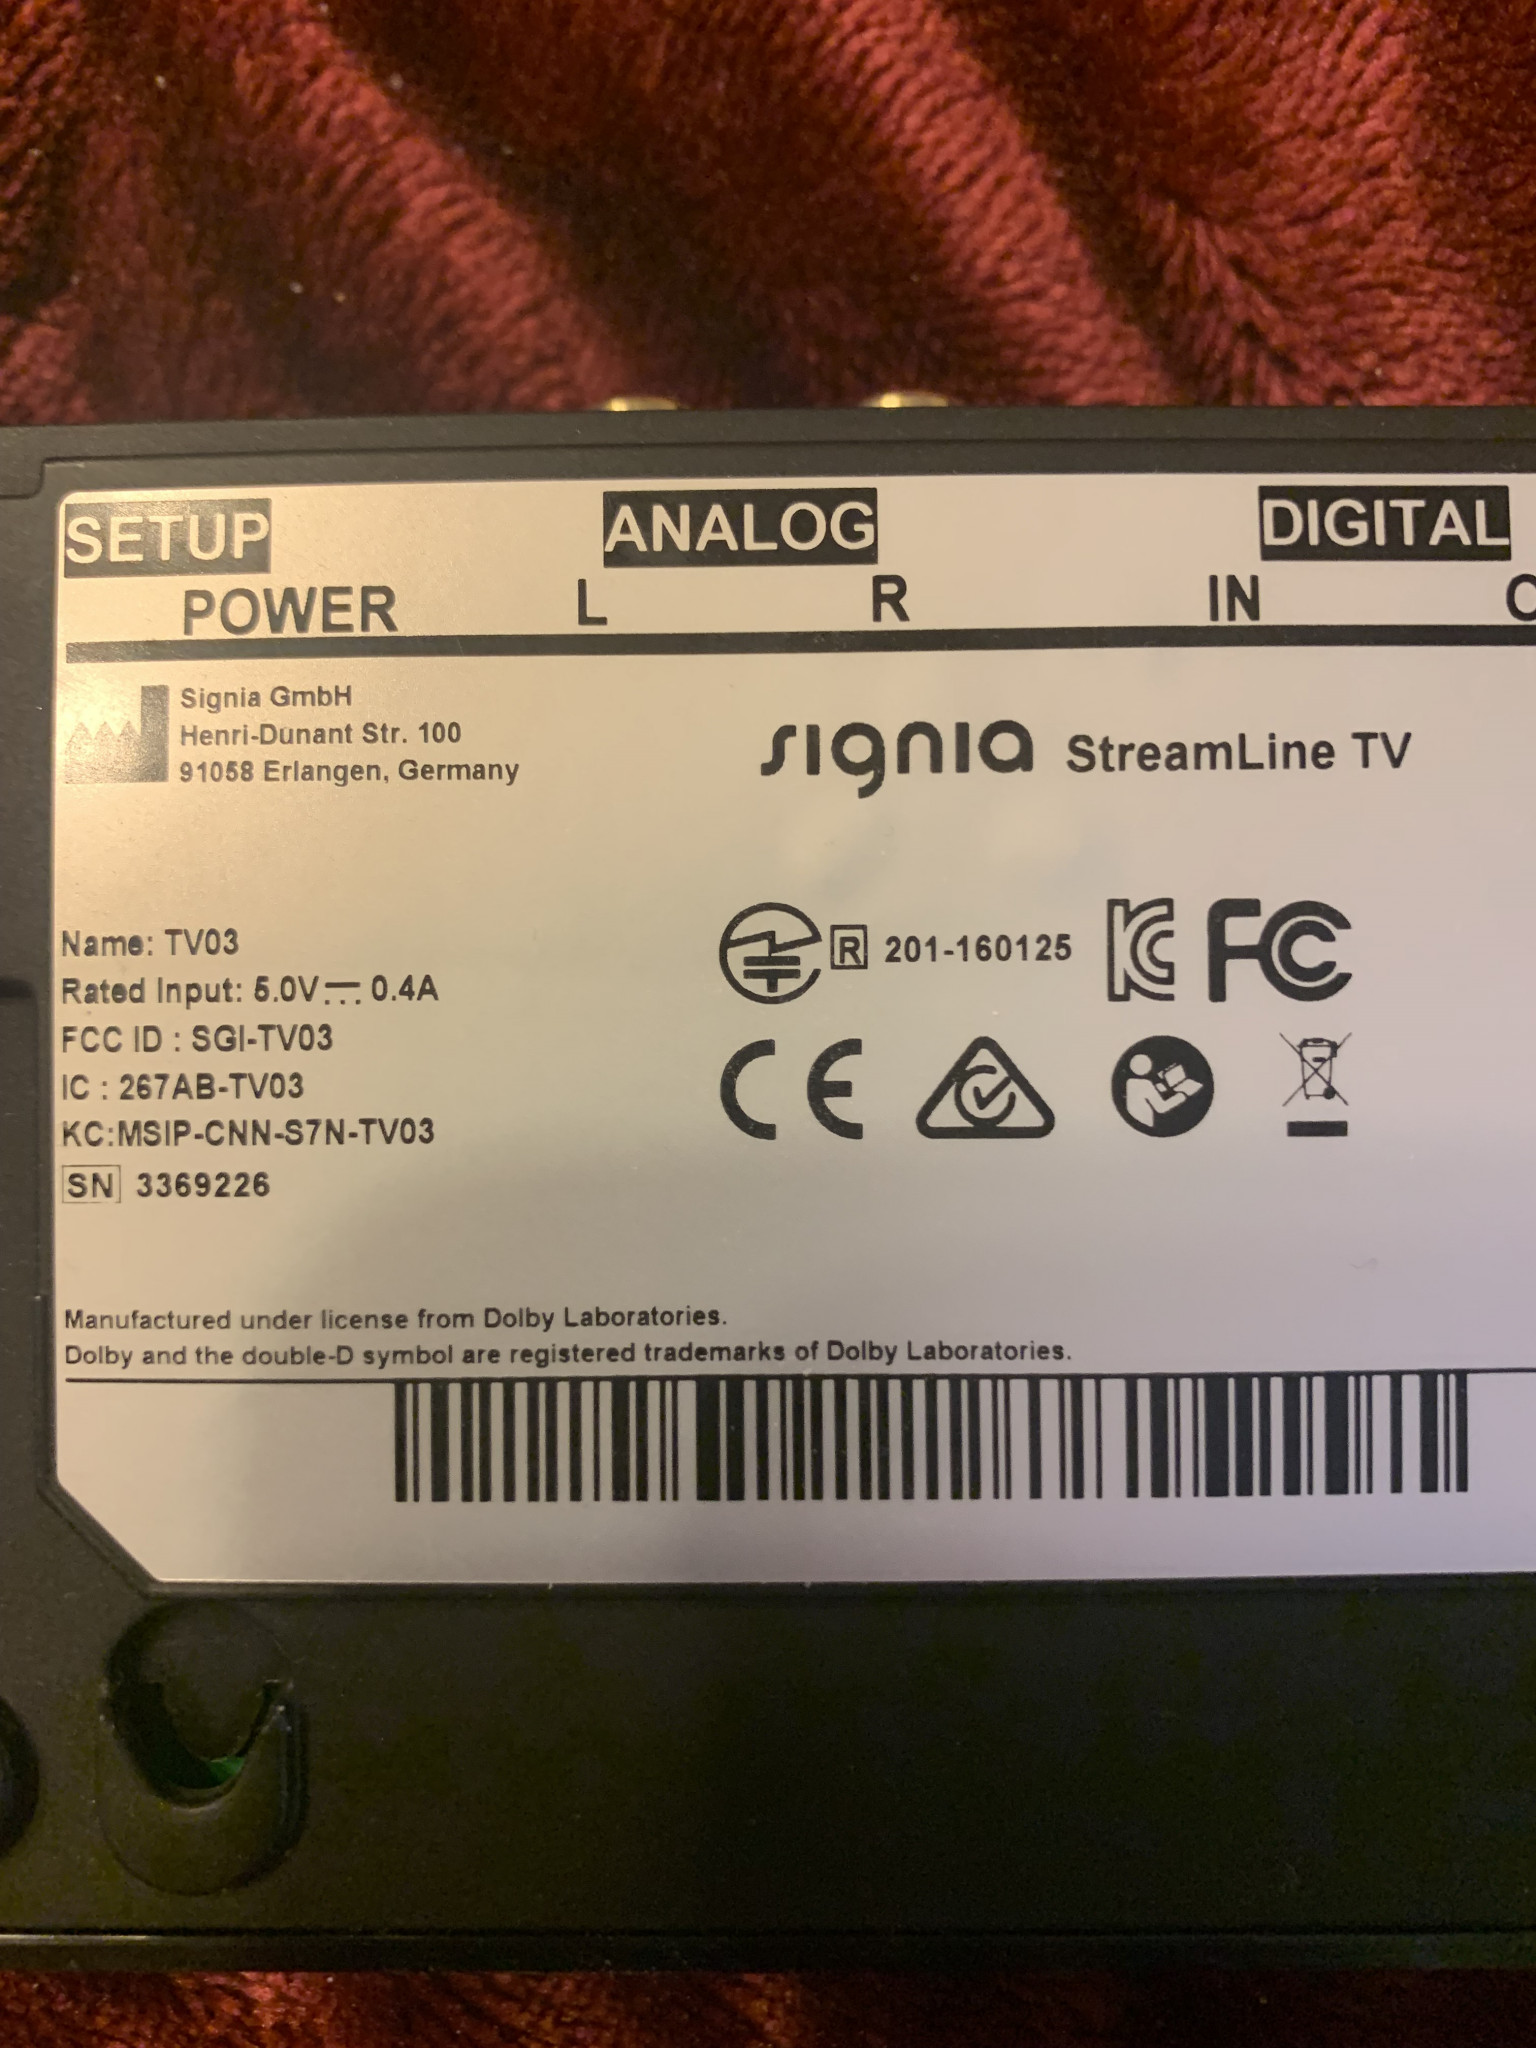 SETUP ANALOG DIGITAL
POWER L R IN
Signia GmbH
Henri-Dunant Str. 100
91058 Erlangen, Germany
signia StreamLine TV
Name: TV03
Rated Input: 5.0V⎓0.4A
FCC ID : SGI-TV03
IC : 267AB-TV03
KC:MSIP-CNN-S7N-TV03
SN 3369226
R 201-160125 KC FC
CE
Manufactured under license from Dolby Laboratories.
Dolby and the double-D symbol are registered trademarks of Dolby Laboratories.